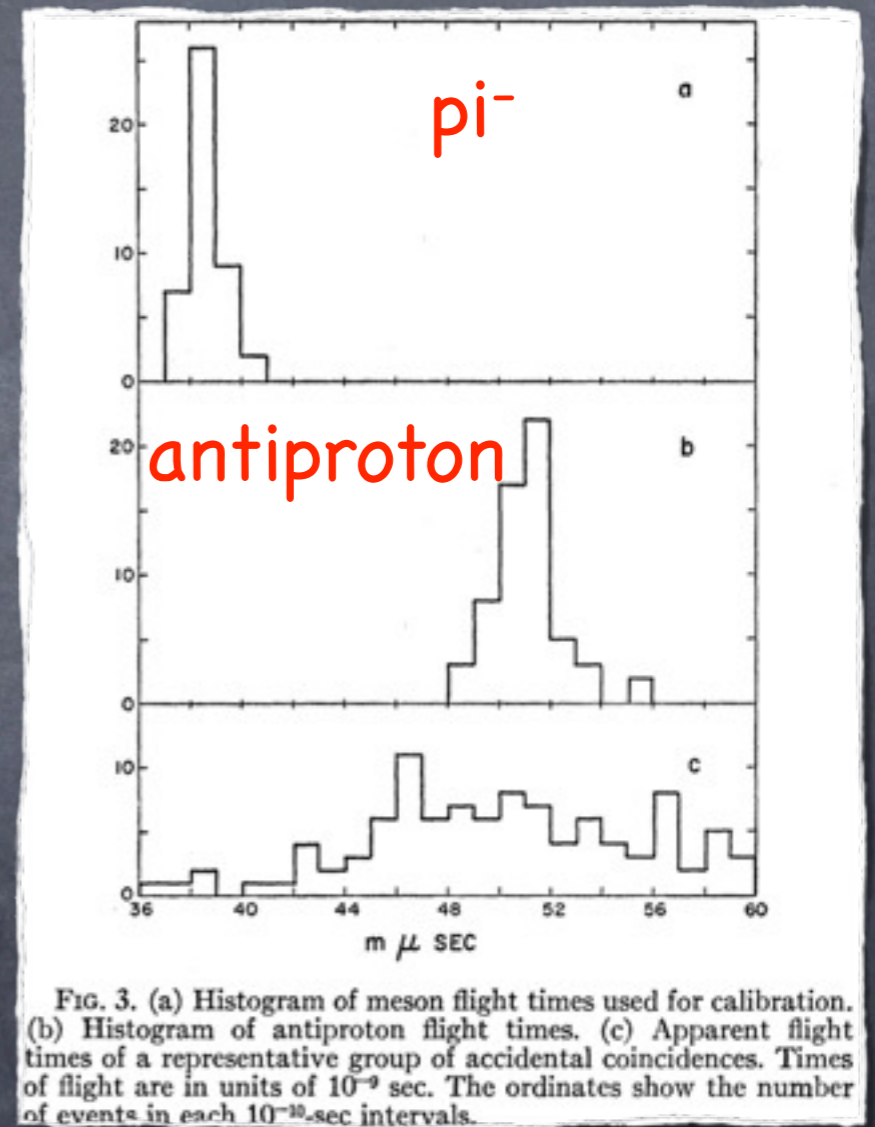 a
pi⁻
20
10
0
b
antiproton
20
10
0
c
10
0
36 40 44 48 52 56 60
m μ SEC
FIG. 3. (a) Histogram of meson flight times used for calibration.
(b) Histogram of antiproton flight times. (c) Apparent flight
times of a representative group of accidental coincidences. Times
of flight are in units of 10⁻⁹ sec. The ordinates show the number
of events in each 10⁻¹⁰-sec intervals.